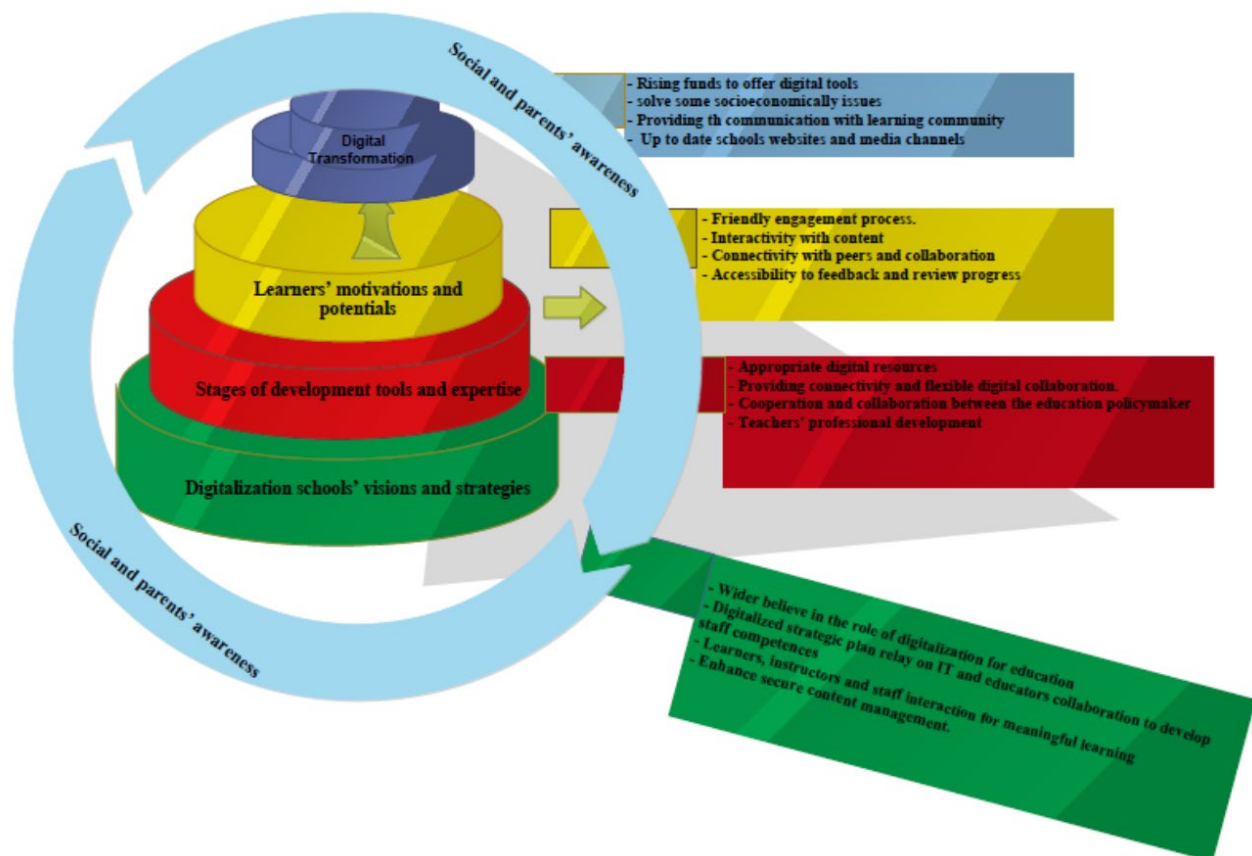 Social and parents' awareness
- Rising funds to offer digital tools
- solve some socioeconomically issues
- Providing th communication with learning community
- Up to date schools websites and media channels
Digital
Transformation
- Friendly engagement process.
- Interactivity with content
- Connectivity with peers and collaboration
- Accessibility to feedback and review progress
Learners' motivations and
potentials
- Appropriate digital resources
- Providing connectivity and flexible digital collaboration.
- Cooperation and collaboration between the education policymaker
- Teachers' professional development
Stages of development tools and expertise
Digitalization schools' visions and strategies
Social and parents' awareness
- Wider believe in the role of digitalization for education
- Digitalized strategic plan relay on IT and educators collaboration to develop
staff competences
- Learners, instructors and staff interaction for meaningful learning
- Enhance secure content management.